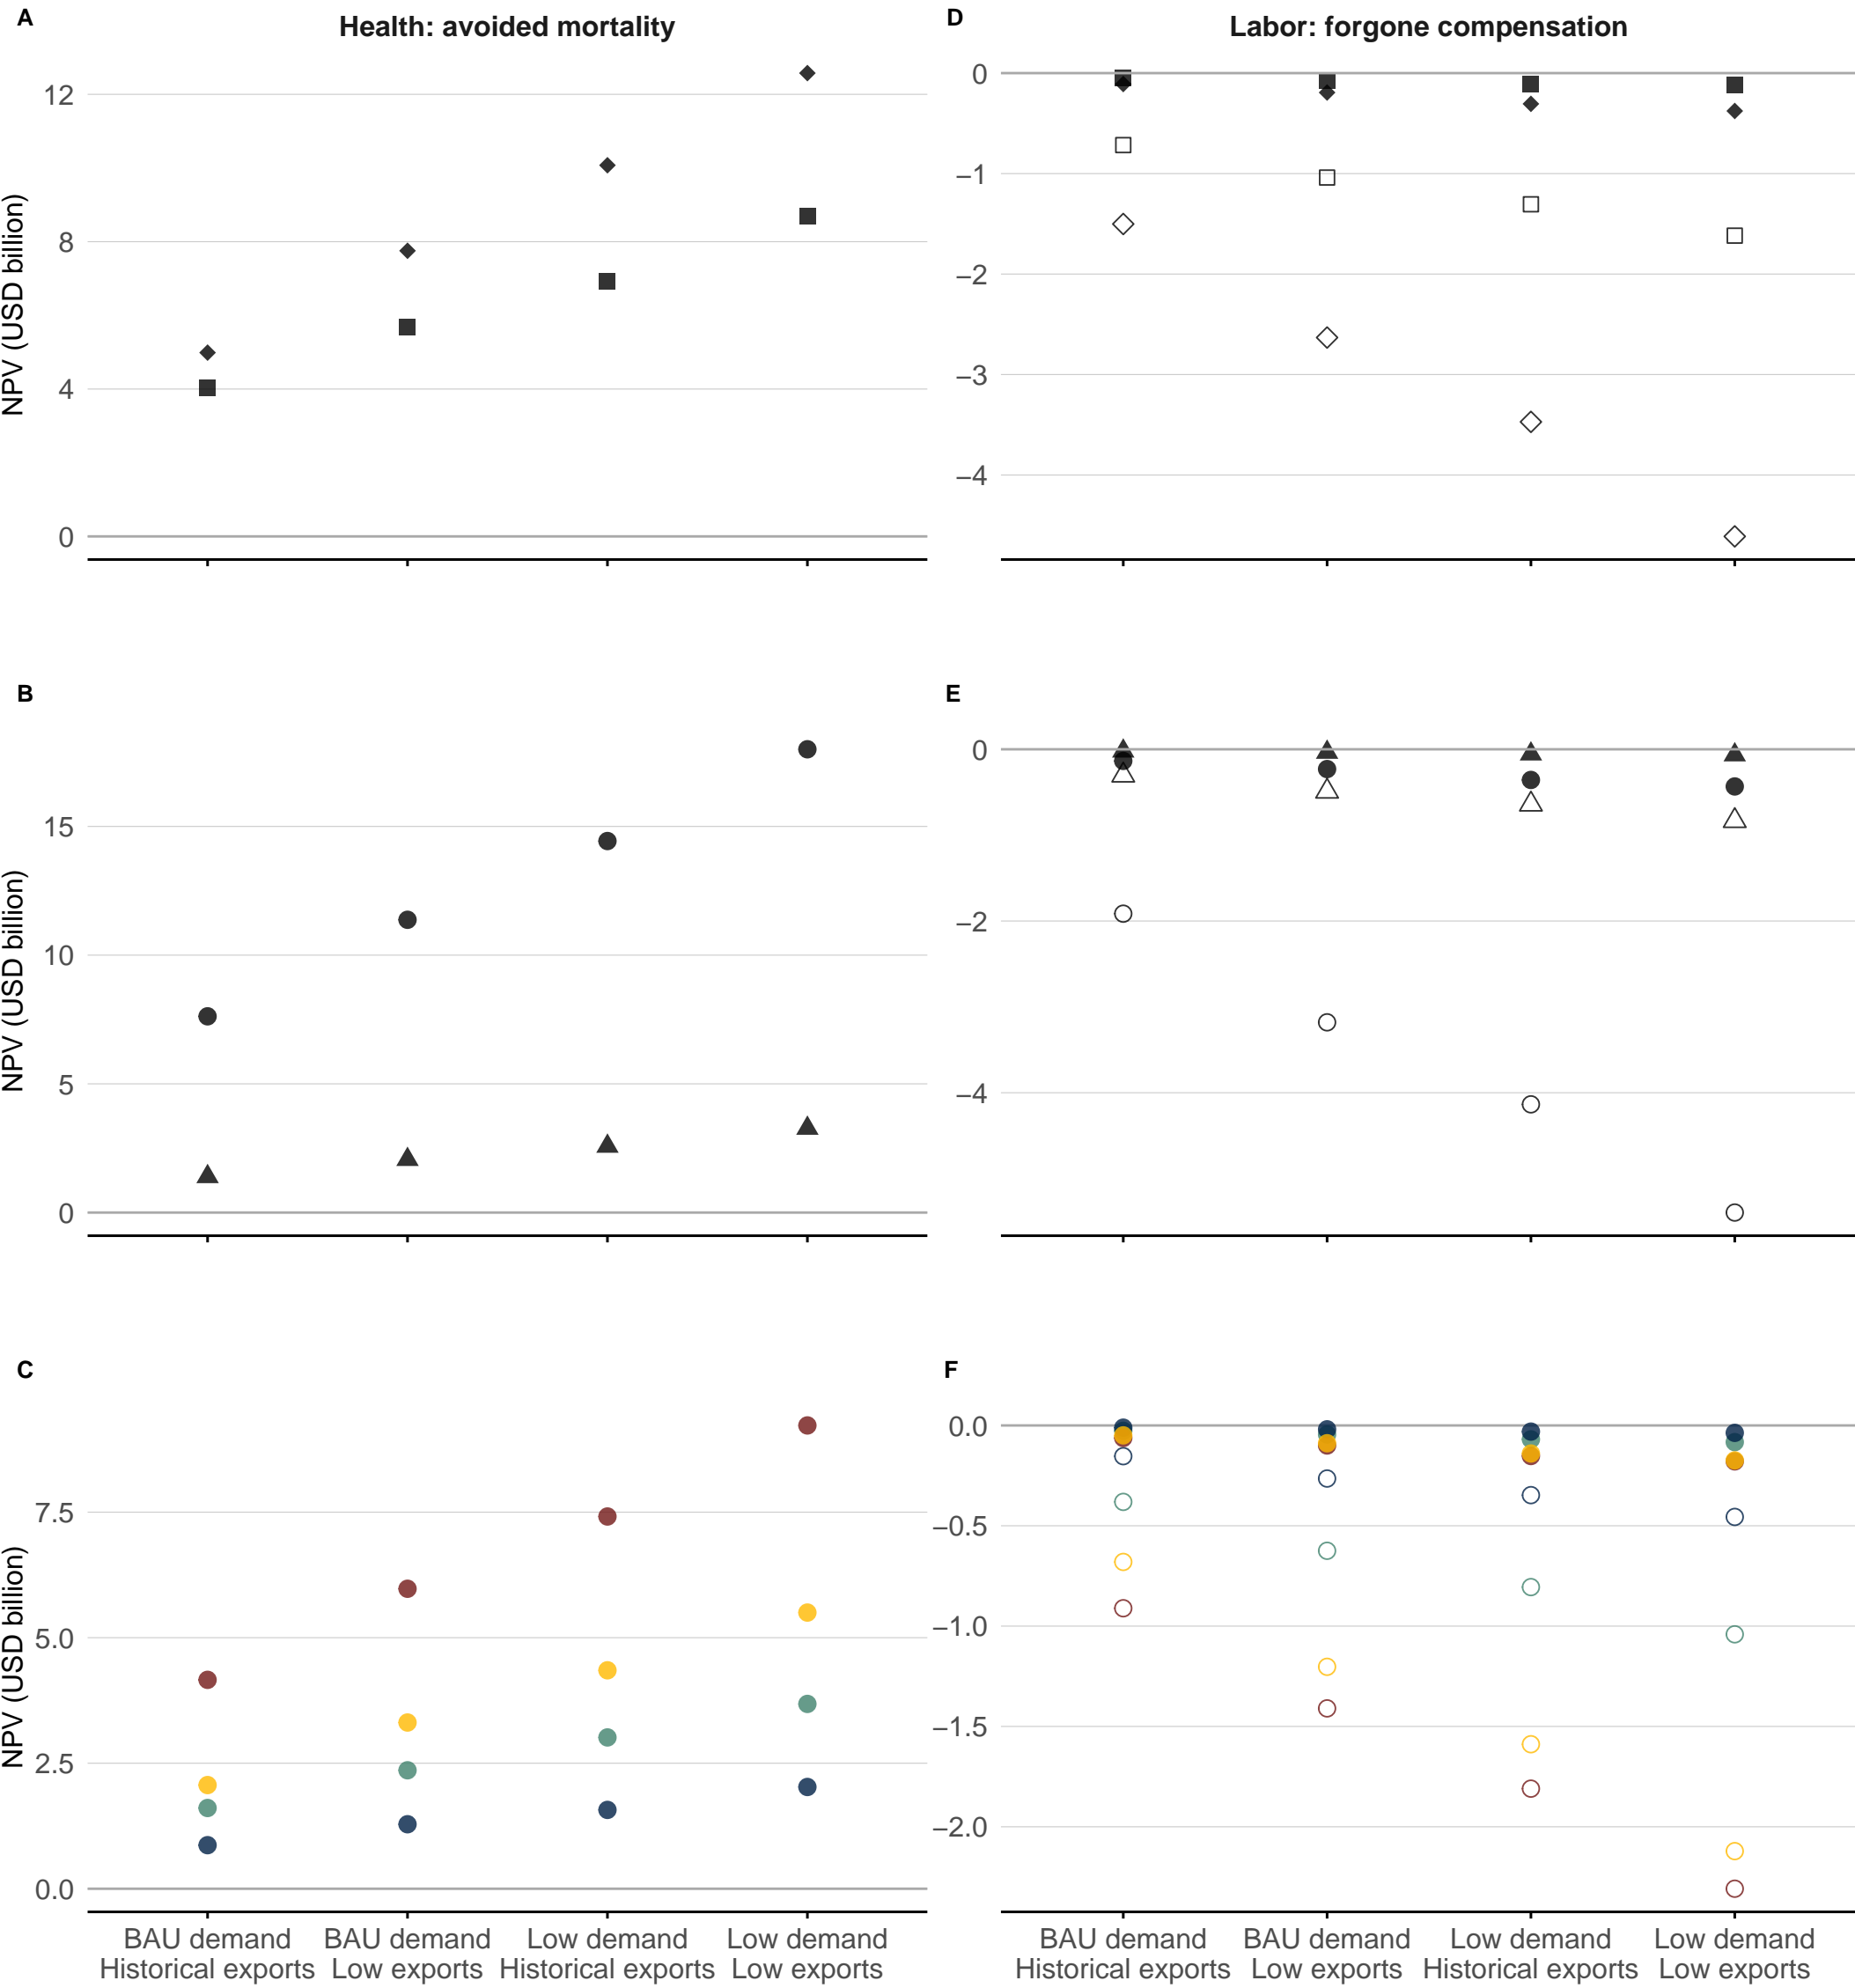 A
Health: avoided mortality
NPV (USD billion)
12
8
4
0
D
Labor: forgone compensation
0
−1
−2
−3
−4
B
NPV (USD billion)
15
10
5
0
E
0
−2
−4
C
NPV (USD billion)
7.5
5.0
2.5
0.0
BAU demand
Historical exports
BAU demand
Low exports
Low demand
Historical exports
Low demand
Low exports
F
0.0
−0.5
−1.0
−1.5
−2.0
BAU demand
Historical exports
BAU demand
Low exports
Low demand
Historical exports
Low demand
Low exports